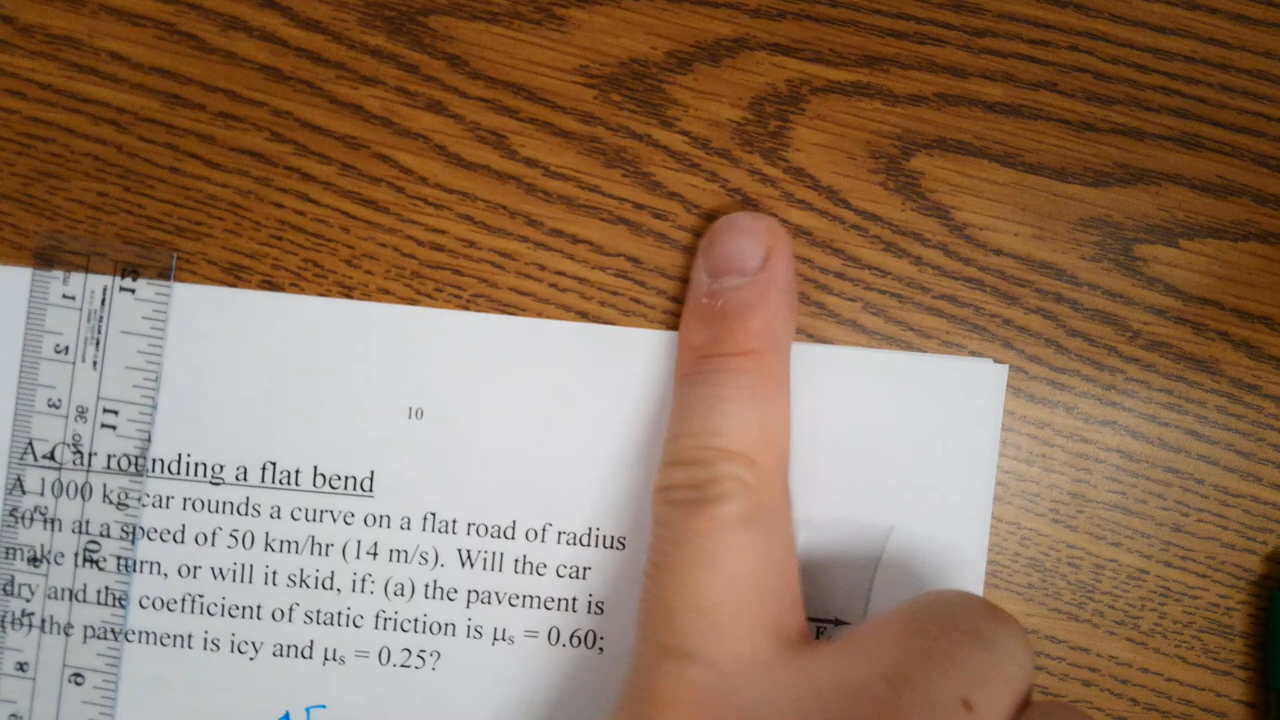 10
A Car rounding a flat bend
A 1000 kg car rounds a curve on a flat road of radius
50 m at a speed of 50 km/hr (14 m/s). Will the car
make the turn, or will it skid, if: (a) the pavement is
dry and the coefficient of static friction is μs = 0.60;
(b) the pavement is icy and μs = 0.25?
F